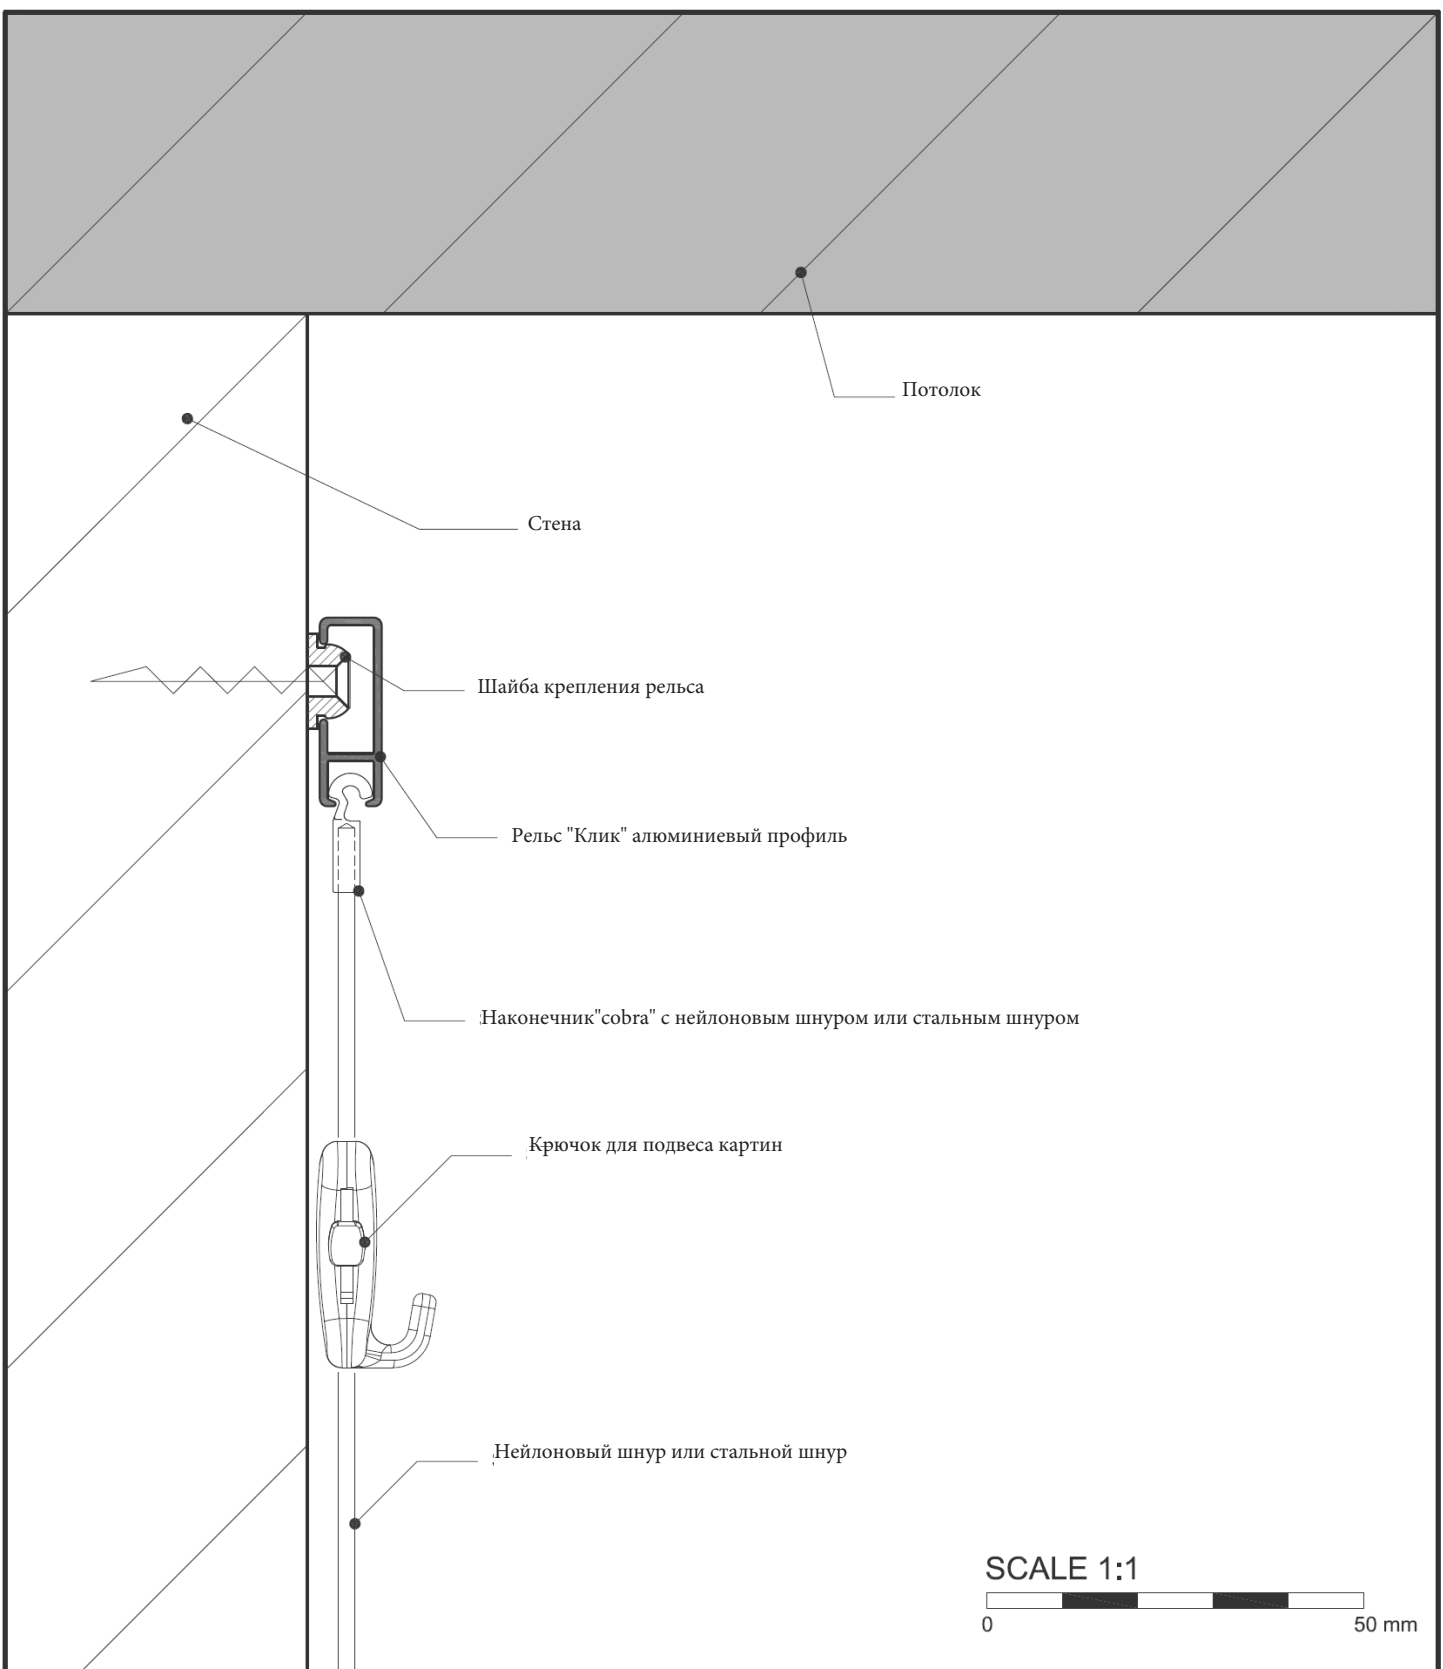 Потолок
Стена
Шайба крепления рельса
Рельс "Клик" алюминиевый профиль
Наконечник"cobra" с нейлоновым шнуром или стальным шнуром
Крючок для подвеса картин
Нейлоновый шнур или стальной шнур
SCALE 1:1
0 50 mm